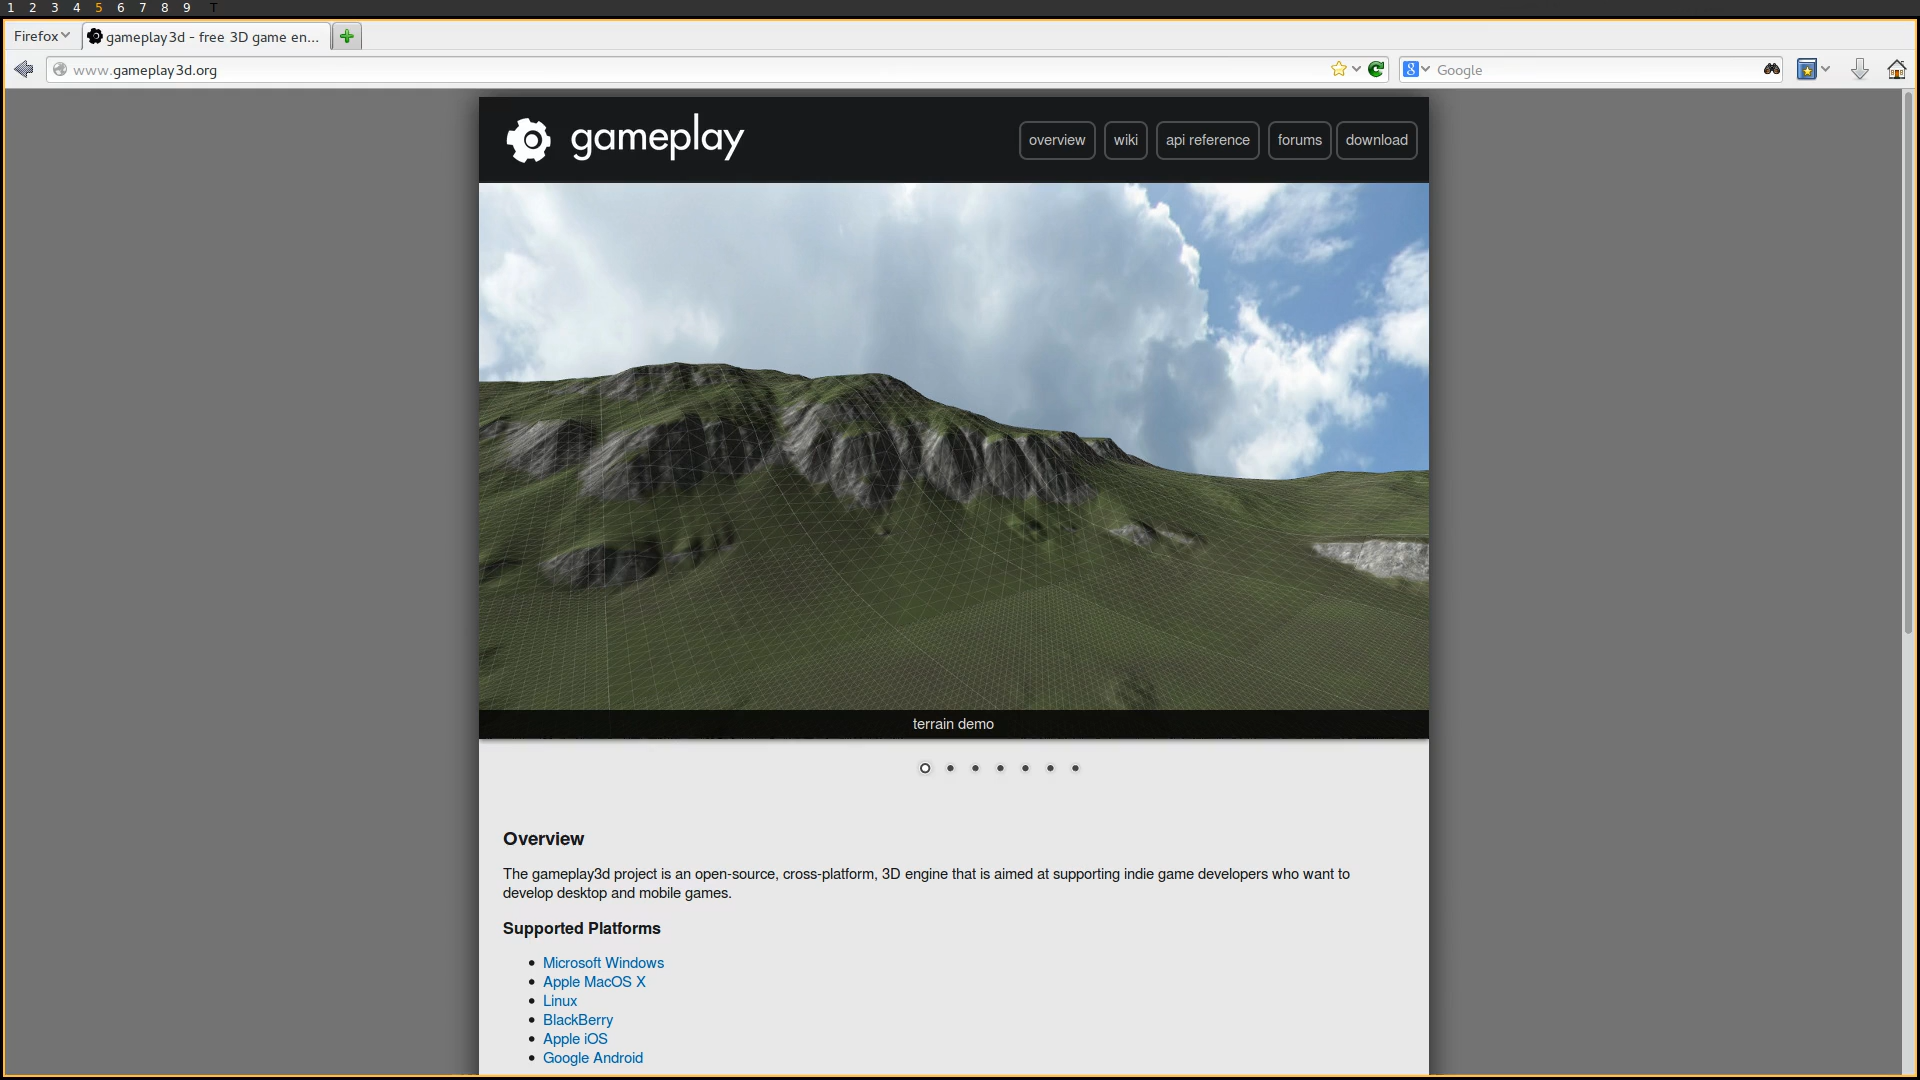 1 2 3 4 5 6 7 8 9 T
Firefox
gameplay3d - free 3D game en...
www.gameplay3d.org
8
Google
gameplay
overview
wiki
api reference
forums
download
terrain demo
Overview
The gameplay3d project is an open-source, cross-platform, 3D engine that is aimed at supporting indie game developers who want to
develop desktop and mobile games.
Supported Platforms
Microsoft Windows
Apple MacOS X
Linux
BlackBerry
Apple iOS
Google Android